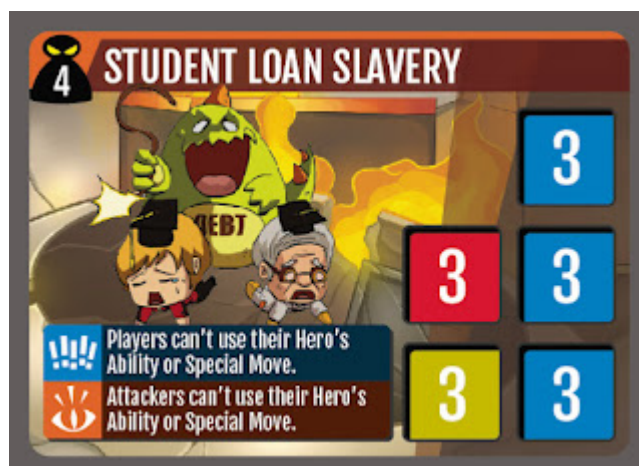 4 STUDENT LOAN SLAVERY
3
DEBT
3 3
Players can't use their Hero's
Ability or Special Move.
Attackers can't use their Hero's
Ability or Special Move.
3 3